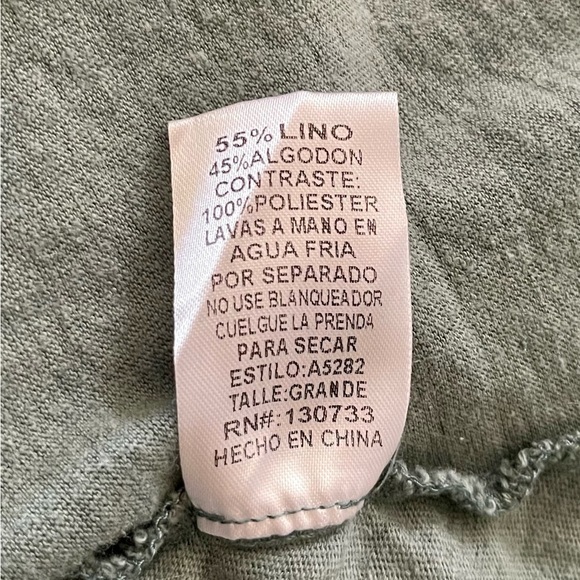 55% LINO
45%ALGODON
CONTRASTE:
100%POLIESTER
LAVAS A MANO EN
AGUA FRIA
POR SEPARADO
NO USE BLANQUEADOR
CUELGUE LA PRENDA
PARA SECAR
ESTILO:A5282
TALLE:GRANDE
RN#:130733
HECHO EN CHINA